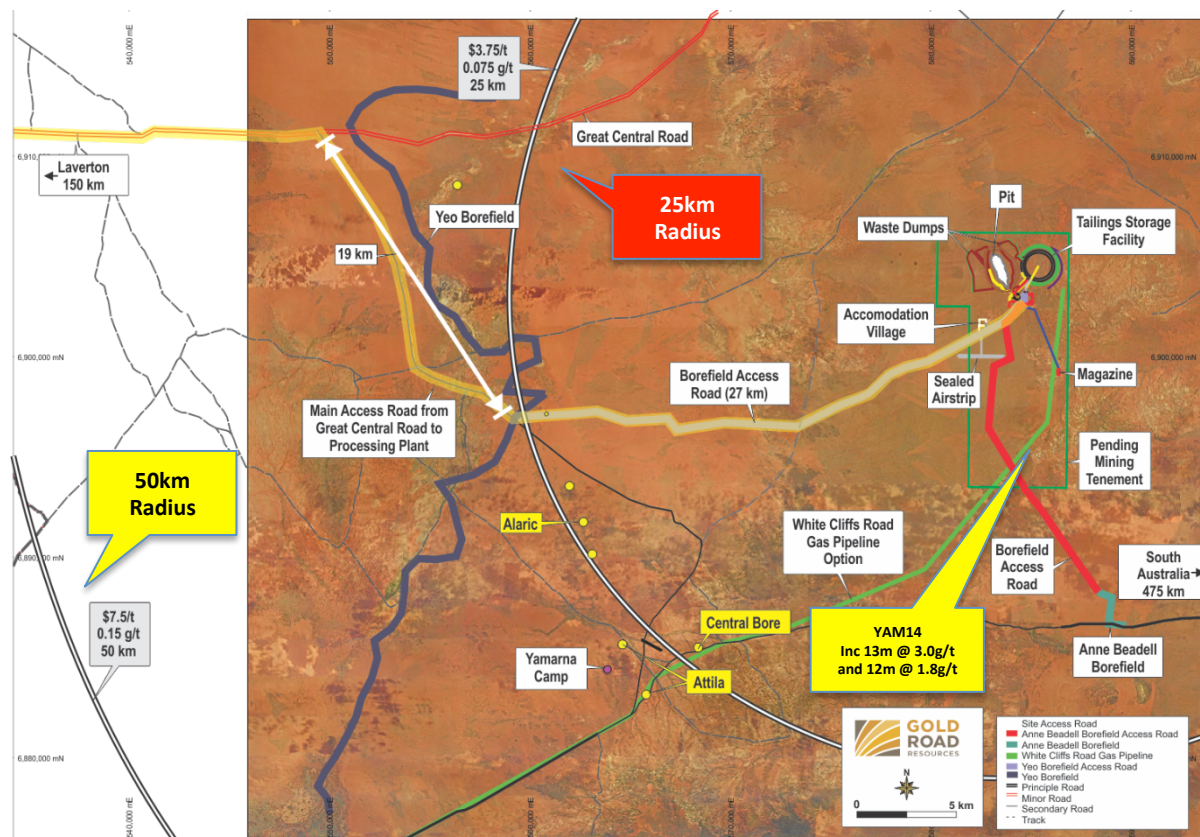 540,000 mE
550,000 mE
560,000 mE
570,000 mE
580,000 mE
590,000 mE
$3.75/t
0.075 g/t
25 km
Great Central Road
6,910,000 mN
Laverton
150 km
25km
Radius
Yeo Borefield
19 km
Pit
Waste Dumps
Tailings Storage
Facility
Accomodation
Village
6,900,000 mN
6,900,000 mN
Sealed
Airstrip
Magazine
Borefield Access
Road (27 km)
Main Access Road from
Great Central Road to
Processing Plant
Pending
Mining
Tenement
50km
Radius
Alaric
White Cliffs Road
Gas Pipeline
Option
Borefield
Access
Road
South
Australia
475 km
6,890,000 mN
$7.5/t
0.15 g/t
50 km
Central Bore
YAM14
Inc 13m @ 3.0g/t
and 12m @ 1.8g/t
Anne Beadell
Borefield
Yamarna
Camp
Attila
GOLD
ROAD
RESOURCES
N
0 5 km
Site Access Road
Anne Beadell Borefield Access Road
Anne Beadell Borefield
White Cliffs Road Gas Pipeline
Yeo Borefield Access Road
Yeo Borefield
Principle Road
Minor Road
Secondary Road
Track
6,880,000 mN
6,910,000 mN
540,000 mE